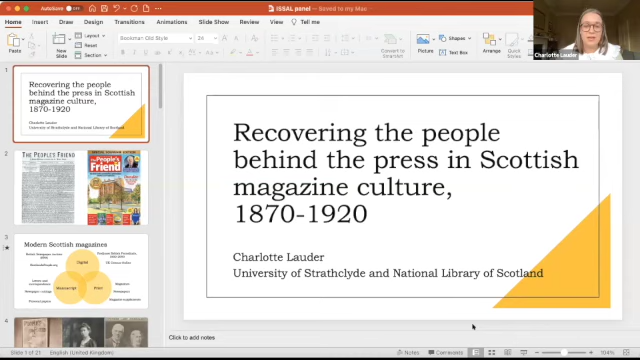 AutoSave OFF
ISSAL panel — Saved to my Mac
Home Insert Draw Design Transitions Animations Slide Show Review View Tell me
Paste New Slide Layout Reset Section
Bookman Old Style 24
Convert to SmartArt Picture Shapes Text Box Arrange Quick Styles
Charlotte Lauder
1
Recovering the people
behind the press in Scottish
magazine culture,
1870-1920
Charlotte Lauder
University of Strathclyde and National Library of Scotland
2
THE PEOPLE'S FRIEND
The People's Friend
3
Modern Scottish magazines
Digital
Manuscript
Print
4
Recovering the people
behind the press in Scottish
magazine culture,
1870-1920
Charlotte Lauder
University of Strathclyde and National Library of Scotland
Click to add notes
Slide 1 of 21 English (United Kingdom) Notes Comments 104%